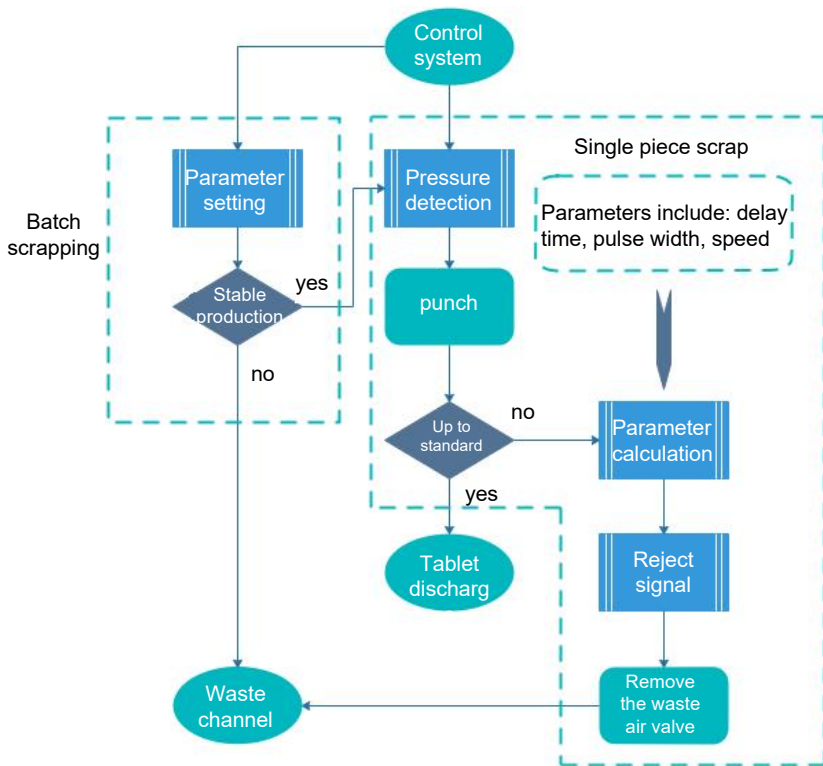 Control
system
Single piece scrap
Parameter
setting
Pressure
detection
Parameters include: delay
time, pulse width, speed
Batch
scrapping
yes
Stable
production
punch
no
Up to
standard
no
Parameter
calculation
yes
Tablet
discharg
Reject
signal
Waste
channel
Remove
the waste
air valve